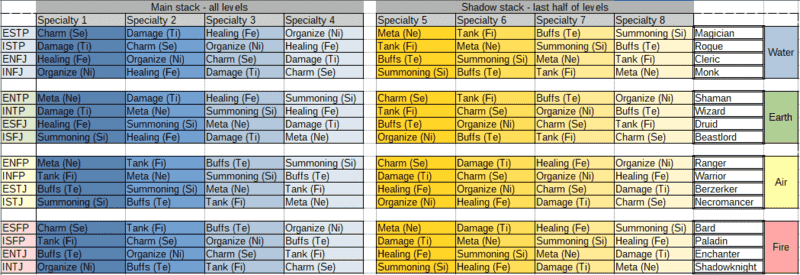 Main stack - all levels Shadow stack - last half of levels
Specialty 1 Specialty 2 Specialty 3 Specialty 4 Specialty 5 Specialty 6 Specialty 7 Specialty 8
ESTP Charm (Se) Damage (Ti) Healing (Fe) Organize (Ni) Meta (Ne) Tank (Fi) Buffs (Te) Summoning (Si) Magician
ISTP Damage (Ti) Charm (Se) Organize (Ni) Healing (Fe) Tank (Fi) Meta (Ne) Summoning (Si) Buffs (Te) Rogue
ENFJ Healing (Fe) Organize (Ni) Charm (Se) Damage (Ti) Buffs (Te) Summoning (Si) Meta (Ne) Tank (Fi) Cleric
INFJ Organize (Ni) Healing (Fe) Damage (Ti) Charm (Se) Summoning (Si) Buffs (Te) Tank (Fi) Meta (Ne) Monk
Water
ENTP Meta (Ne) Damage (Ti) Healing (Fe) Summoning (Si) Charm (Se) Tank (Fi) Buffs (Te) Organize (Ni) Shaman
INTP Damage (Ti) Meta (Ne) Summoning (Si) Healing (Fe) Tank (Fi) Charm (Se) Organize (Ni) Buffs (Te) Wizard
ESFJ Healing (Fe) Summoning (Si) Meta (Ne) Damage (Ti) Buffs (Te) Organize (Ni) Charm (Se) Tank (Fi) Druid
ISFJ Summoning (Si) Healing (Fe) Damage (Ti) Meta (Ne) Organize (Ni) Buffs (Te) Tank (Fi) Charm (Se) Beastlord
Earth
ENFP Meta (Ne) Tank (Fi) Buffs (Te) Summoning (Si) Charm (Se) Damage (Ti) Healing (Fe) Organize (Ni) Ranger
INFP Tank (Fi) Meta (Ne) Summoning (Si) Buffs (Te) Damage (Ti) Charm (Se) Organize (Ni) Healing (Fe) Warrior
ESTJ Buffs (Te) Summoning (Si) Meta (Ne) Tank (Fi) Healing (Fe) Organize (Ni) Charm (Se) Damage (Ti) Berzerker
ISTJ Summoning (Si) Buffs (Te) Tank (Fi) Meta (Ne) Organize (Ni) Healing (Fe) Damage (Ti) Charm (Se) Necromancer
Air
ESFP Charm (Se) Tank (Fi) Buffs (Te) Organize (Ni) Meta (Ne) Damage (Ti) Healing (Fe) Summoning (Si) Bard
ISFP Tank (Fi) Charm (Se) Organize (Ni) Buffs (Te) Damage (Ti) Meta (Ne) Summoning (Si) Healing (Fe) Paladin
ENTJ Buffs (Te) Organize (Ni) Charm (Se) Tank (Fi) Healing (Fe) Summoning (Si) Meta (Ne) Damage (Ti) Enchanter
INTJ Organize (Ni) Buffs (Te) Tank (Fi) Charm (Se) Summoning (Si) Healing (Fe) Damage (Ti) Meta (Ne) Shadowknight
Fire